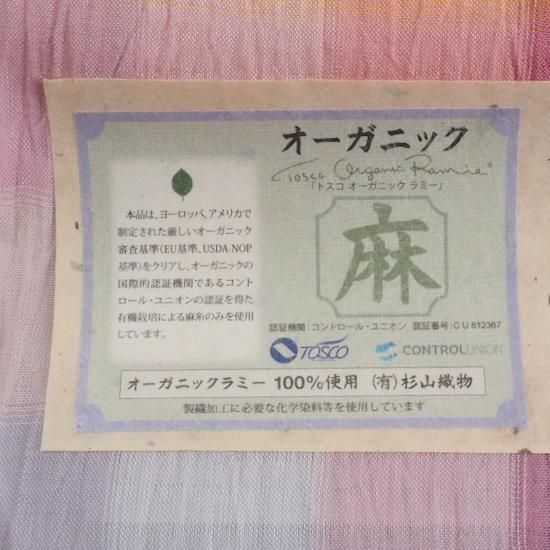 オーガニック
Tosco Organic Ramie®
「トスコ オーガニック ラミー」
本品は、ヨーロッパ、アメリカで
制定された厳しいオーガニック
審査基準(EU基準、USDA-NOP
基準)をクリアし、オーガニックの
国際的認証機関であるコント
ロール・ユニオンの認証を得た
有機栽培による麻糸のみを使用
しています。
麻
認証機関:コントロール・ユニオン 認証番号:CU812367
TOSCO CONTROLUNION
オーガニックラミー 100%使用 (有)杉山織物
製織加工に必要な化学染料等を使用しています